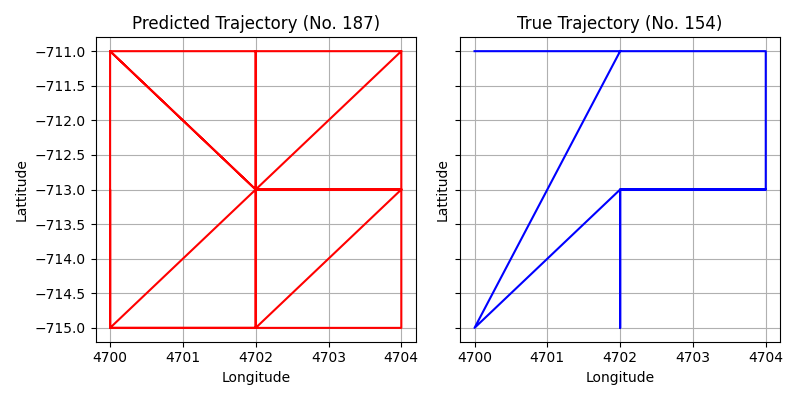 Predicted Trajectory (No. 187)
True Trajectory (No. 154)
−711.0
−711.5
−712.0
−712.5
−713.0
−713.5
−714.0
−714.5
−715.0
Lattitude
Lattitude
4700 4701 4702 4703 4704
4700 4701 4702 4703 4704
Longitude
Longitude